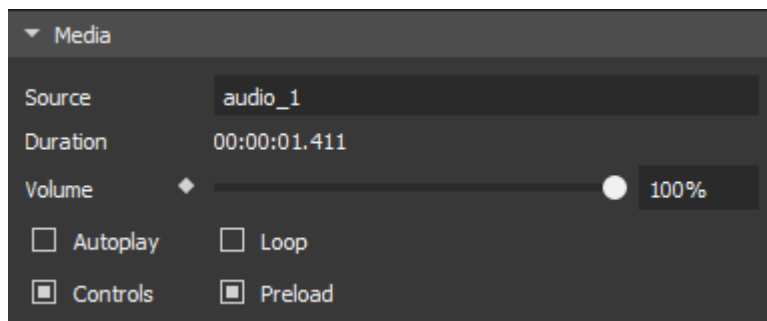 Media
Source audio_1
Duration 00:00:01.411
Volume 100%
Autoplay Loop
Controls Preload